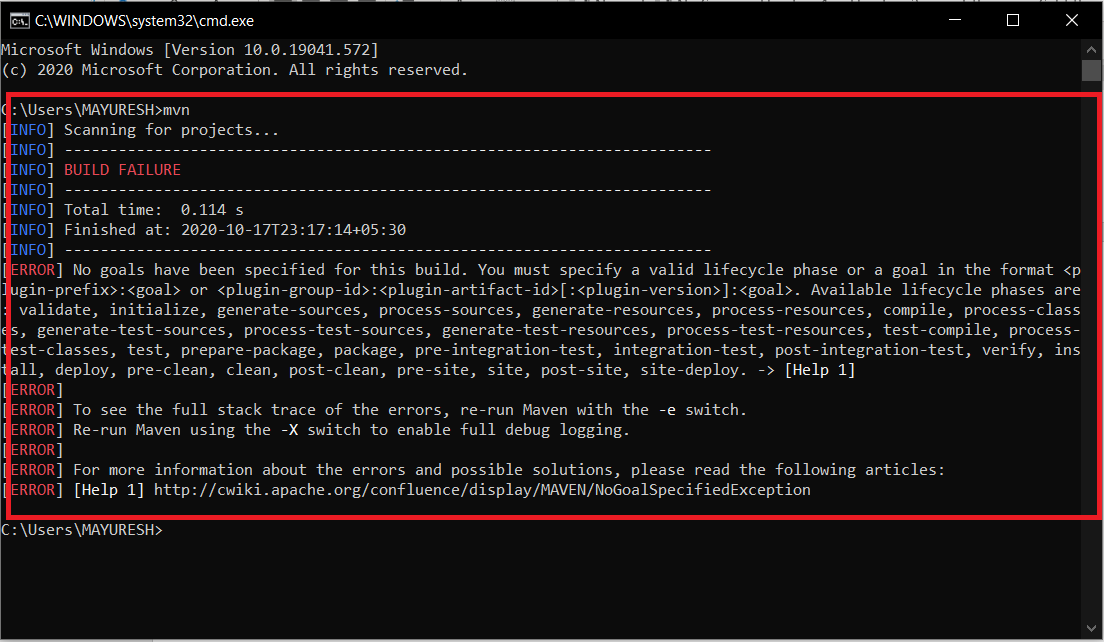 C:\WINDOWS\system32\cmd.exe
Microsoft Windows [Version 10.0.19041.572]
(c) 2020 Microsoft Corporation. All rights reserved.
C:\Users\MAYURESH>mvn
[INFO] Scanning for projects...
[INFO] ------------------------------------------------------------------------
[INFO] BUILD FAILURE
[INFO] ------------------------------------------------------------------------
[INFO] Total time:  0.114 s
[INFO] Finished at: 2020-10-17T23:17:14+05:30
[INFO] ------------------------------------------------------------------------
[ERROR] No goals have been specified for this build. You must specify a valid lifecycle phase or a goal in the format <p
lugin-prefix>:<goal> or <plugin-group-id>:<plugin-artifact-id>[:<plugin-version>]:<goal>. Available lifecycle phases are
: validate, initialize, generate-sources, process-sources, generate-resources, process-resources, compile, process-class
es, generate-test-sources, process-test-sources, generate-test-resources, process-test-resources, test-compile, process-
test-classes, test, prepare-package, package, pre-integration-test, integration-test, post-integration-test, verify, ins
tall, deploy, pre-clean, clean, post-clean, pre-site, site, post-site, site-deploy. -> [Help 1]
[ERROR]
[ERROR] To see the full stack trace of the errors, re-run Maven with the -e switch.
[ERROR] Re-run Maven using the -X switch to enable full debug logging.
[ERROR]
[ERROR] For more information about the errors and possible solutions, please read the following articles:
[ERROR] [Help 1] http://cwiki.apache.org/confluence/display/MAVEN/NoGoalSpecifiedException
C:\Users\MAYURESH>